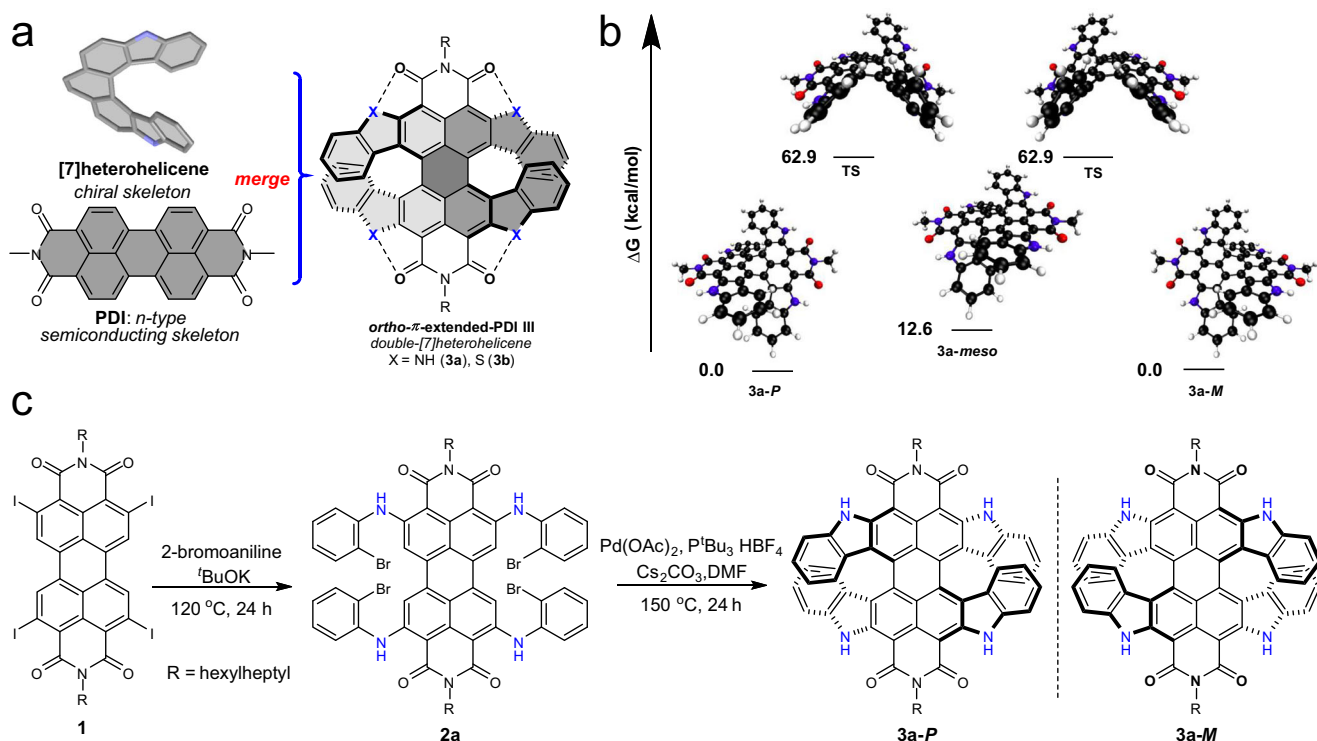 a
[7]heterohelicene
chiral skeleton
O
O
N
N
O
O
PDI: n-type
semiconducting skeleton
merge
R
N
O
O
X
X
X
X
O
O
N
R
ortho-π-extended-PDI III
double-[7]heterohelicene
X = NH (3a), S (3b)
b
ΔG (kcal/mol)
62.9
TS
62.9
TS
12.6
3a-meso
0.0
3a-P
0.0
3a-M
c
R
O
N
O
I
I
I
I
O
N
O
R
1
2-bromoaniline
tBuOK
120 °C, 24 h
R = hexylheptyl
R
O
N
O
H
N
H
N
Br
Br
Br
Br
N
H
N
H
O
N
O
R
2a
Pd(OAc)2, PtBu3 HBF4
Cs2CO3,DMF
150 °C, 24 h
R
O
N
O
H
N
H
N
N
H
N
H
O
N
O
R
3a-P
R
O
N
O
H
N
H
N
N
H
N
H
O
N
O
R
3a-M